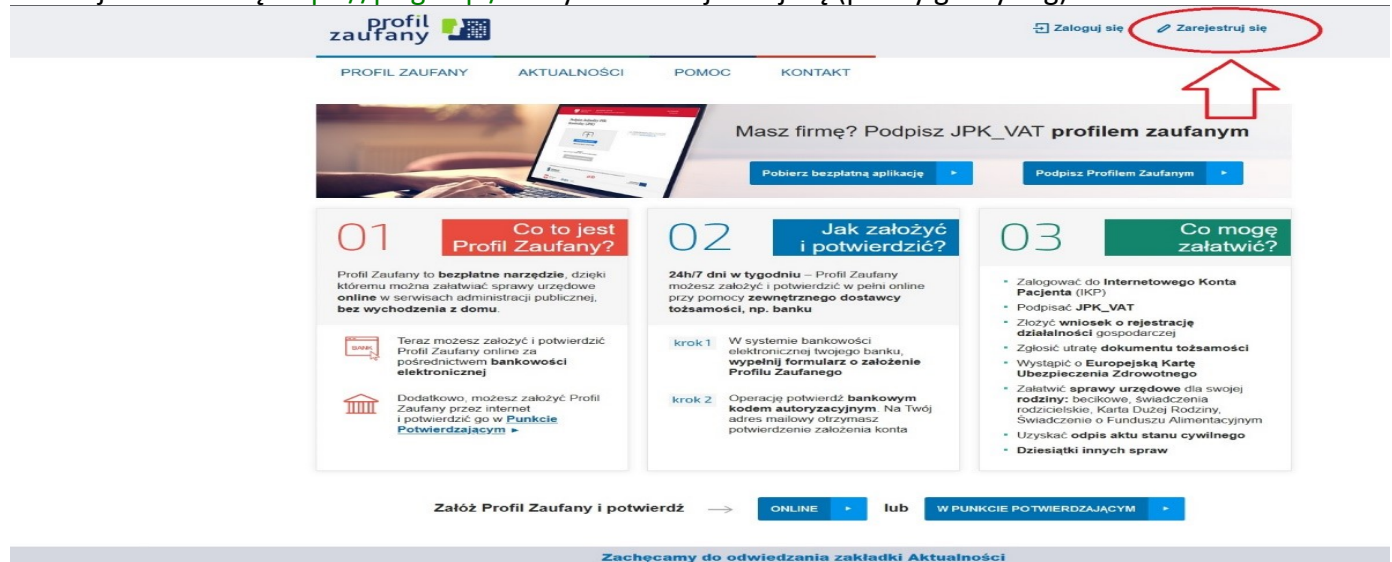 profil
zaufany
Zaloguj się
Zarejestruj się
PROFIL ZAUFANY
AKTUALNOŚCI
POMOC
KONTAKT
Masz firmę? Podpisz JPK_VAT profilem zaufanym
Pobierz bezpłatną aplikację
Podpisz Profilem Zaufanym
01
Co to jest
Profil Zaufany?
Profil Zaufany to bezpłatne narzędzie, dzięki
któremu można załatwiać sprawy urzędowe
online w serwisach administracji publicznej,
bez wychodzenia z domu.
BANK
Teraz możesz założyć i potwierdzić
Profil Zaufany online za
pośrednictwem bankowości
elektronicznej
Dodatkowo, możesz założyć Profil
Zaufany przez internet
i potwierdzić go w Punkcie
Potwierdzającym ►
02
Jak założyć
i potwierdzić?
24h/7 dni w tygodniu – Profil Zaufany
możesz założyć i potwierdzić w pełni online
przy pomocy zewnętrznego dostawcy
tożsamości, np. banku
krok 1
W systemie bankowości
elektronicznej twojego banku,
wypełnij formularz o założenie
Profilu Zaufanego
krok 2
Operację potwierdź bankowym
kodem autoryzacyjnym. Na Twój
adres mailowy otrzymasz
potwierdzenie założenia konta
03
Co mogę
załatwić?
Zalogować do Internetowego Konta
Pacjenta (IKP)
Podpisać JPK_VAT
Złożyć wniosek o rejestrację
działalności gospodarczej
Zgłosić utratę dokumentu tożsamości
Wystąpić o Europejską Kartę
Ubezpieczenia Zdrowotnego
Załatwić sprawy urzędowe dla swojej
rodziny: becikowe, świadczenia
rodzicielskie, Karta Dużej Rodziny,
Świadczenie o Funduszu Alimentacyjnym
Uzyskać odpis aktu stanu cywilnego
Dziesiątki innych spraw
Załóż Profil Zaufany i potwierdź → ONLINE lub W PUNKCIE POTWIERDZAJĄCYM
Zachęcamy do odwiedzania zakładki Aktualności